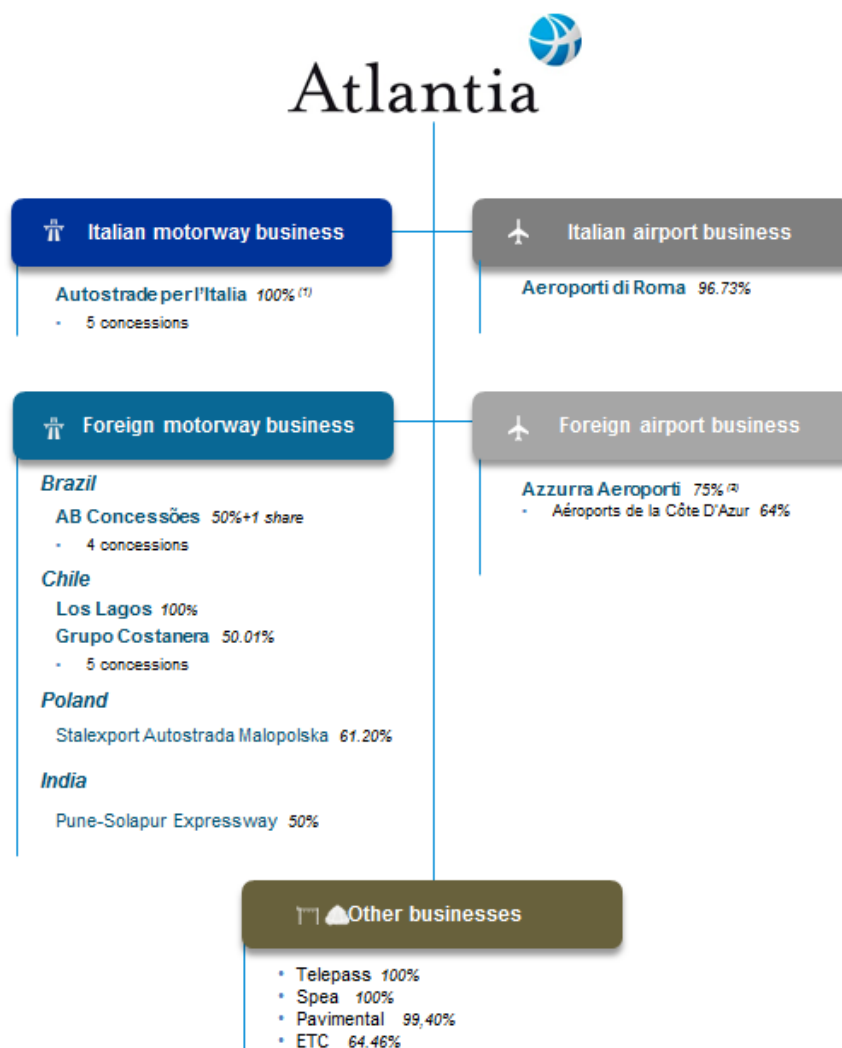 Atlantia
Italian motorway business
Autostrade per l'Italia 100% (1)
- 5 concessions
Italian airport business
Aeroporti di Roma 96.73%
Foreign motorway business
Brazil
AB Concessões 50%+1 share
- 4 concessions
Chile
Los Lagos 100%
Grupo Costanera 50.01%
- 5 concessions
Poland
Stalexport Autostrada Malopolska 61.20%
India
Pune-Solapur Expressway 50%
Foreign airport business
Azzurra Aeroporti 75% (2)
• Aéroports de la Côte D'Azur 64%
Other businesses
• Telepass 100%
• Spea 100%
• Pavimental 99,40%
• ETC 64.46%